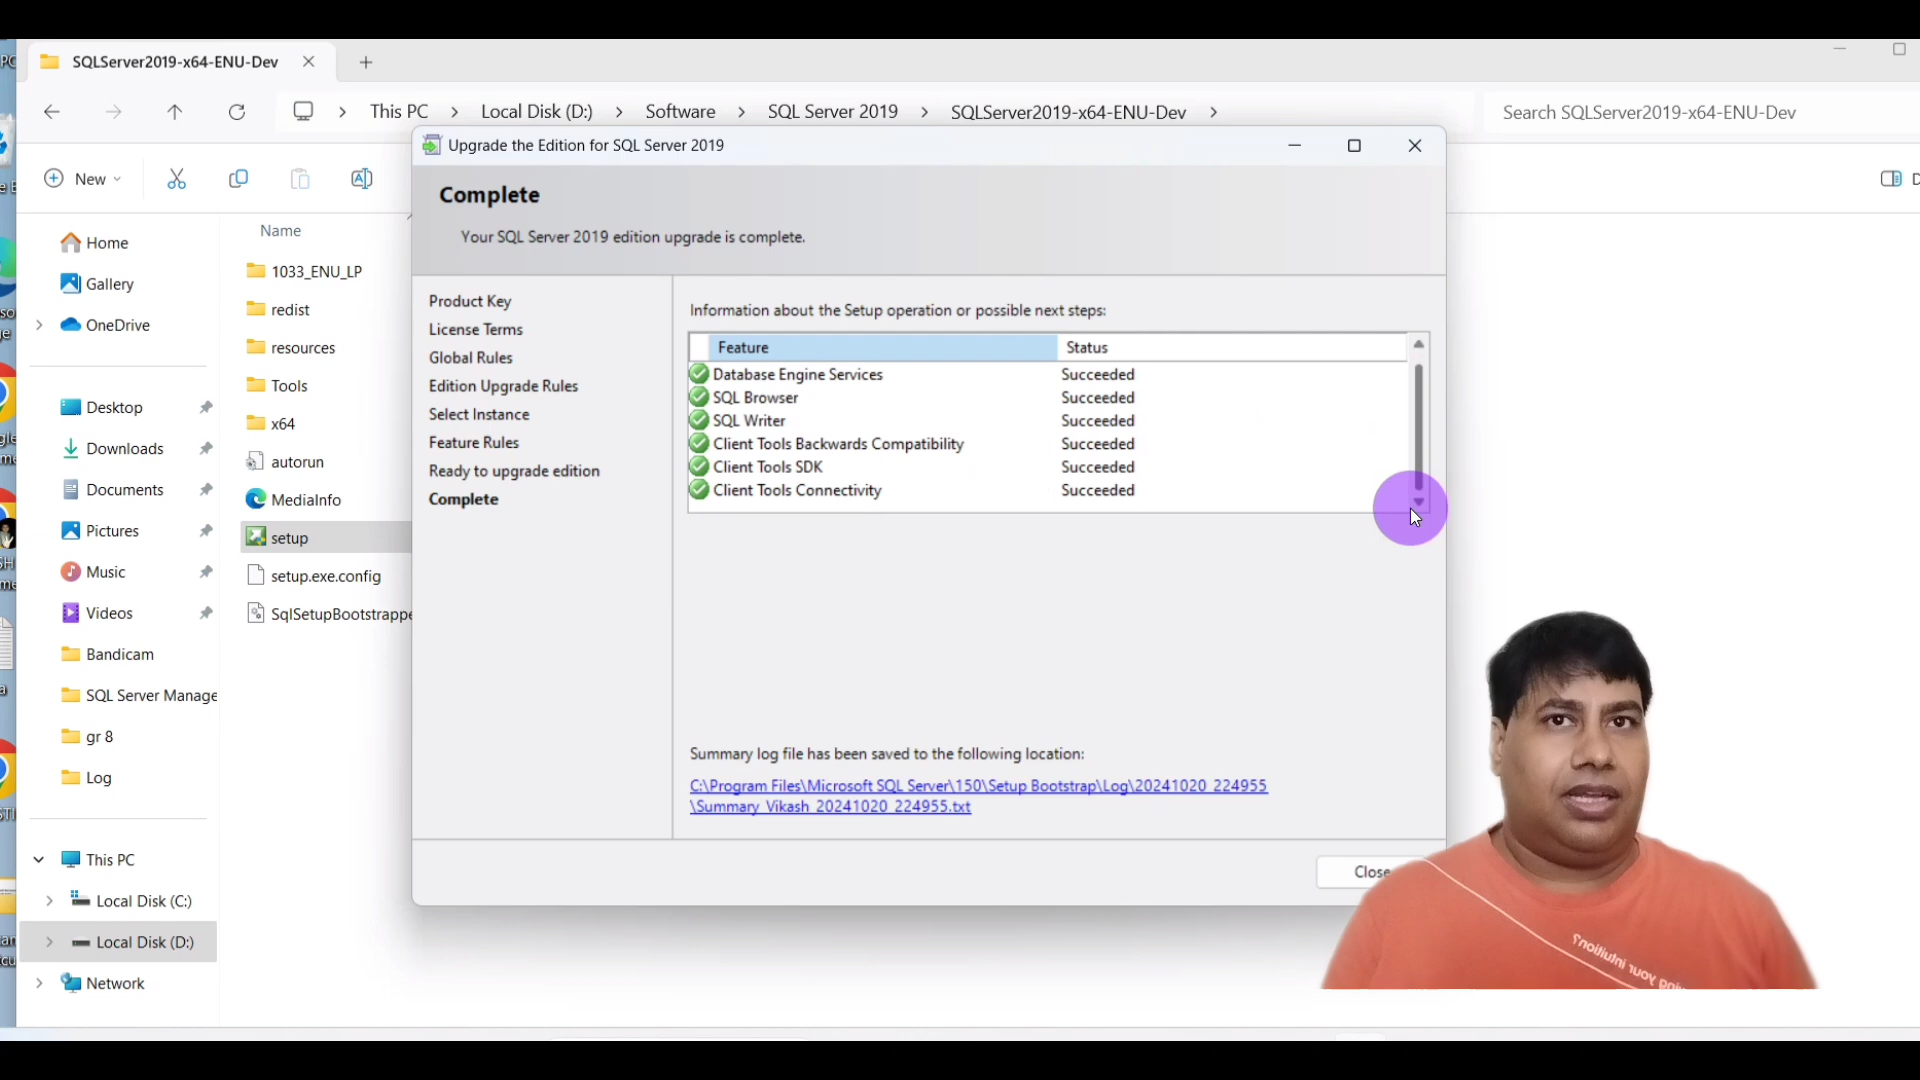 SQLServer2019-x64-ENU-Dev
This PC > Local Disk (D:) > Software > SQL Server 2019 > SQLServer2019-x64-ENU-Dev >
Search SQLServer2019-x64-ENU-Dev
New
Name
Home
Gallery
OneDrive
Desktop
Downloads
Documents
Pictures
Music
Videos
Bandicam
SQL Server Manage
gr 8
Log
This PC
Local Disk (C:)
Local Disk (D:)
Network
1033_ENU_LP
redist
resources
Tools
x64
autorun
MediaInfo
setup
setup.exe.config
SqlSetupBootstrappe
Upgrade the Edition for SQL Server 2019
Complete
Your SQL Server 2019 edition upgrade is complete.
Product Key
License Terms
Global Rules
Edition Upgrade Rules
Select Instance
Feature Rules
Ready to upgrade edition
Complete
Information about the Setup operation or possible next steps:
Feature Status
Database Engine Services Succeeded
SQL Browser Succeeded
SQL Writer Succeeded
Client Tools Backwards Compatibility Succeeded
Client Tools SDK Succeeded
Client Tools Connectivity Succeeded
Summary log file has been saved to the following location:
C:\Program Files\Microsoft SQL Server\150\Setup Bootstrap\Log\20241020_224955
\Summary_Vikash_20241020_224955.txt
Close
your intuition?